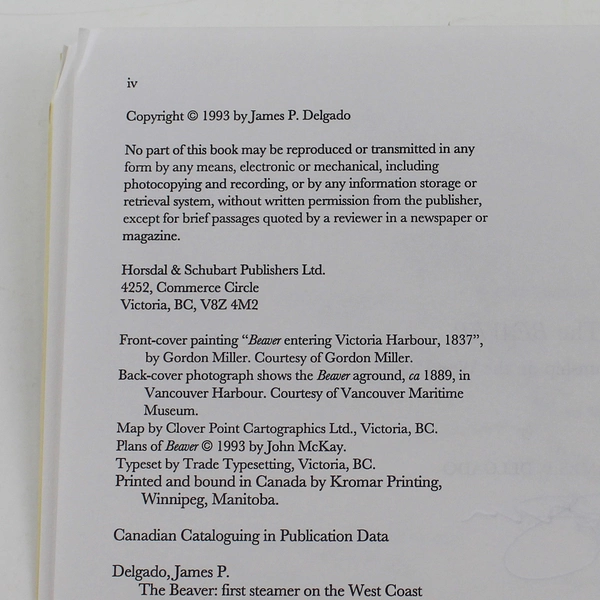 iv
Copyright © 1993 by James P. Delgado
No part of this book may be reproduced or transmitted in any
form by any means, electronic or mechanical, including
photocopying and recording, or by any information storage or
retrieval system, without written permission from the publisher,
except for brief passages quoted by a reviewer in a newspaper or
magazine.
Horsdal & Schubart Publishers Ltd.
4252, Commerce Circle
Victoria, BC, V8Z 4M2
Front-cover painting “Beaver entering Victoria Harbour, 1837”,
by Gordon Miller. Courtesy of Gordon Miller.
Back-cover photograph shows the Beaver aground, ca 1889, in
Vancouver Harbour. Courtesy of Vancouver Maritime
Museum.
Map by Clover Point Cartographics Ltd., Victoria, BC.
Plans of Beaver © 1993 by John McKay.
Typeset by Trade Typesetting, Victoria, BC.
Printed and bound in Canada by Kromar Printing,
Winnipeg, Manitoba.
Canadian Cataloguing in Publication Data
Delgado, James P.
The Beaver: first steamer on the West Coast